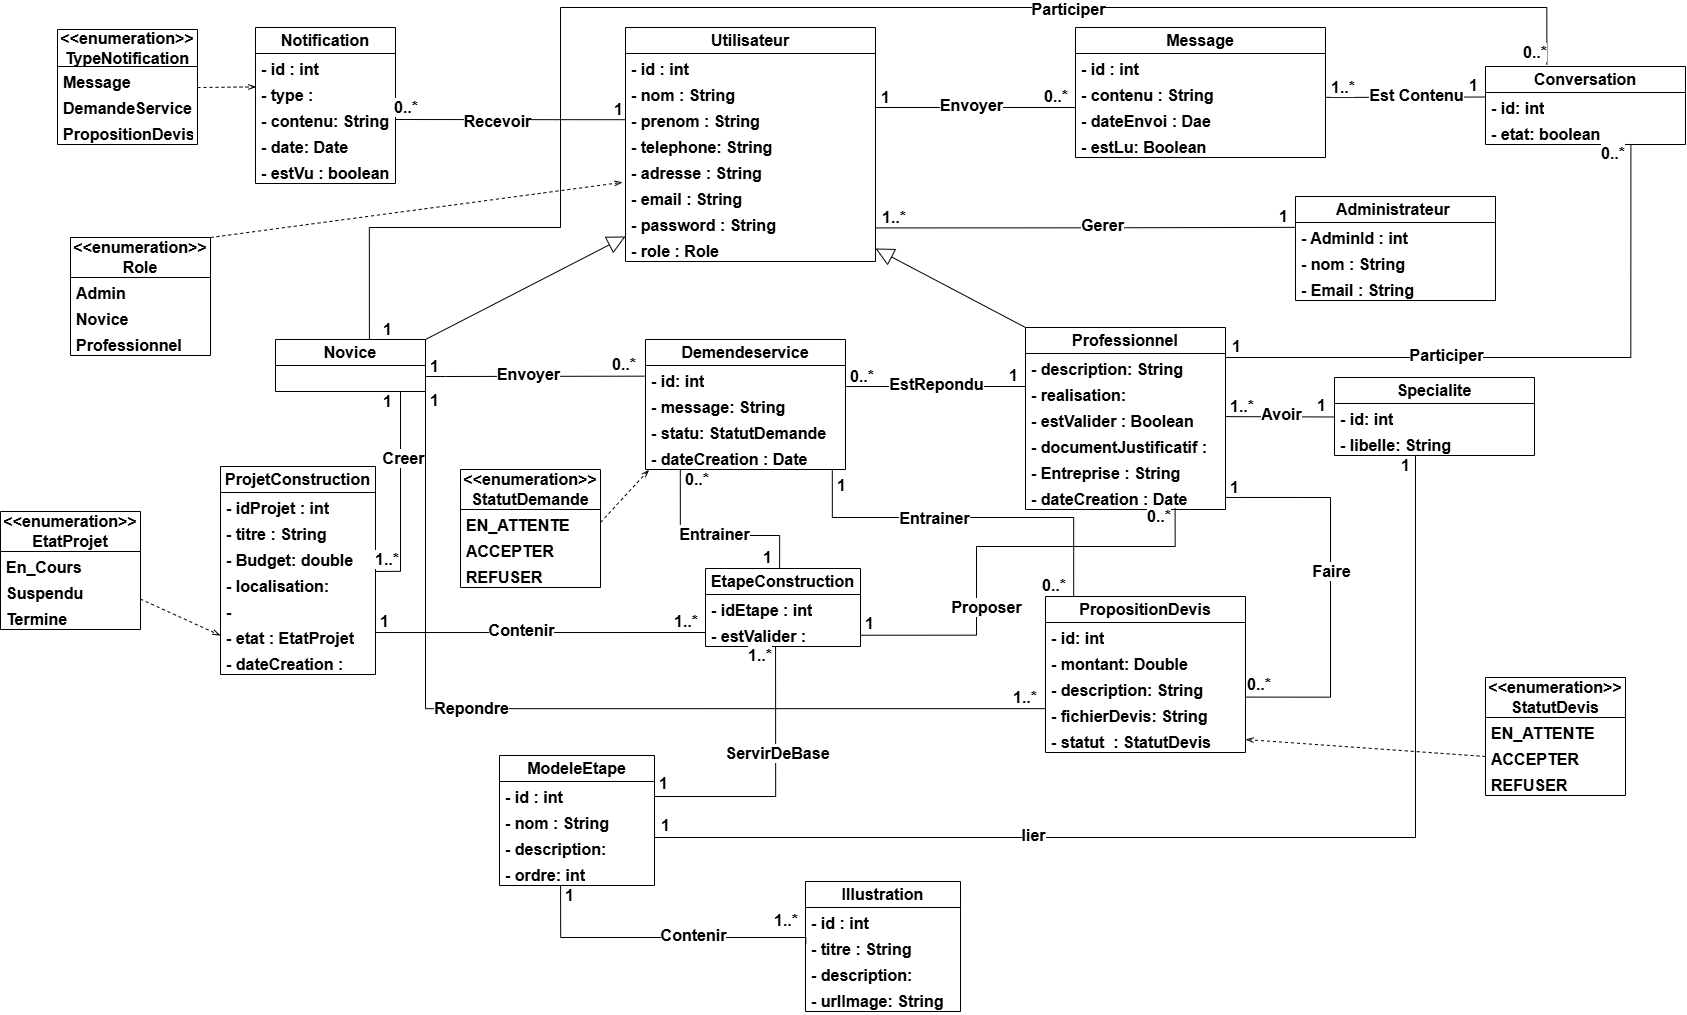 Participer
<<enumeration>>
TypeNotification
Message
DemandeService
PropositionDevis
Notification
- id : int
- type :
- contenu: String
- date: Date
- estVu : boolean
0..*
Recevoir
1
Utilisateur
- id : int
- nom : String
- prenom : String
- telephone: String
- adresse : String
- email : String
- password : String
- role : Role
1
Envoyer
0..*
Message
- id : int
- contenu : String
- dateEnvoi : Dae
- estLu: Boolean
1..*
Est Contenu
1
0..*
Conversation
- id: int
- etat: boolean
0..*
1..*
Gerer
1
Administrateur
- AdminId : int
- nom : String
- Email : String
<<enumeration>>
Role
Admin
Novice
Professionnel
1
Novice
1
Envoyer
0..*
1
1
Demendeservice
- id: int
- message: String
- statu: StatutDemande
- dateCreation : Date
0..*
EstRepondu
1
Professionnel
- description: String
- realisation:
- estValider : Boolean
- documentJustificatif :
- Entreprise : String
- dateCreation : Date
1
Participer
1..*
Avoir
1
Specialite
- id: int
- libelle: String
1
Creer
ProjetConstruction
- idProjet : int
- titre : String
- Budget: double
- localisation:
-
- etat : EtatProjet
- dateCreation :
1..*
<<enumeration>>
EtatProjet
En_Cours
Suspendu
Termine
<<enumeration>>
StatutDemande
EN_ATTENTE
ACCEPTER
REFUSER
0..*
Entrainer
1
1
Entrainer
0..*
0..*
1
Faire
0..*
1
Contenir
1..*
EtapeConstruction
- idEtape : int
- estValider :
1
Proposer
1..*
PropositionDevis
- id: int
- montant: Double
- description: String
- fichierDevis: String
- statut : StatutDevis
Repondre
1..*
<<enumeration>>
StatutDevis
EN_ATTENTE
ACCEPTER
REFUSER
ServirDeBase
ModeleEtape
- id : int
- nom : String
- description:
- ordre: int
1
1
lier
1
Contenir
1..*
Illustration
- id : int
- titre : String
- description:
- urlImage: String